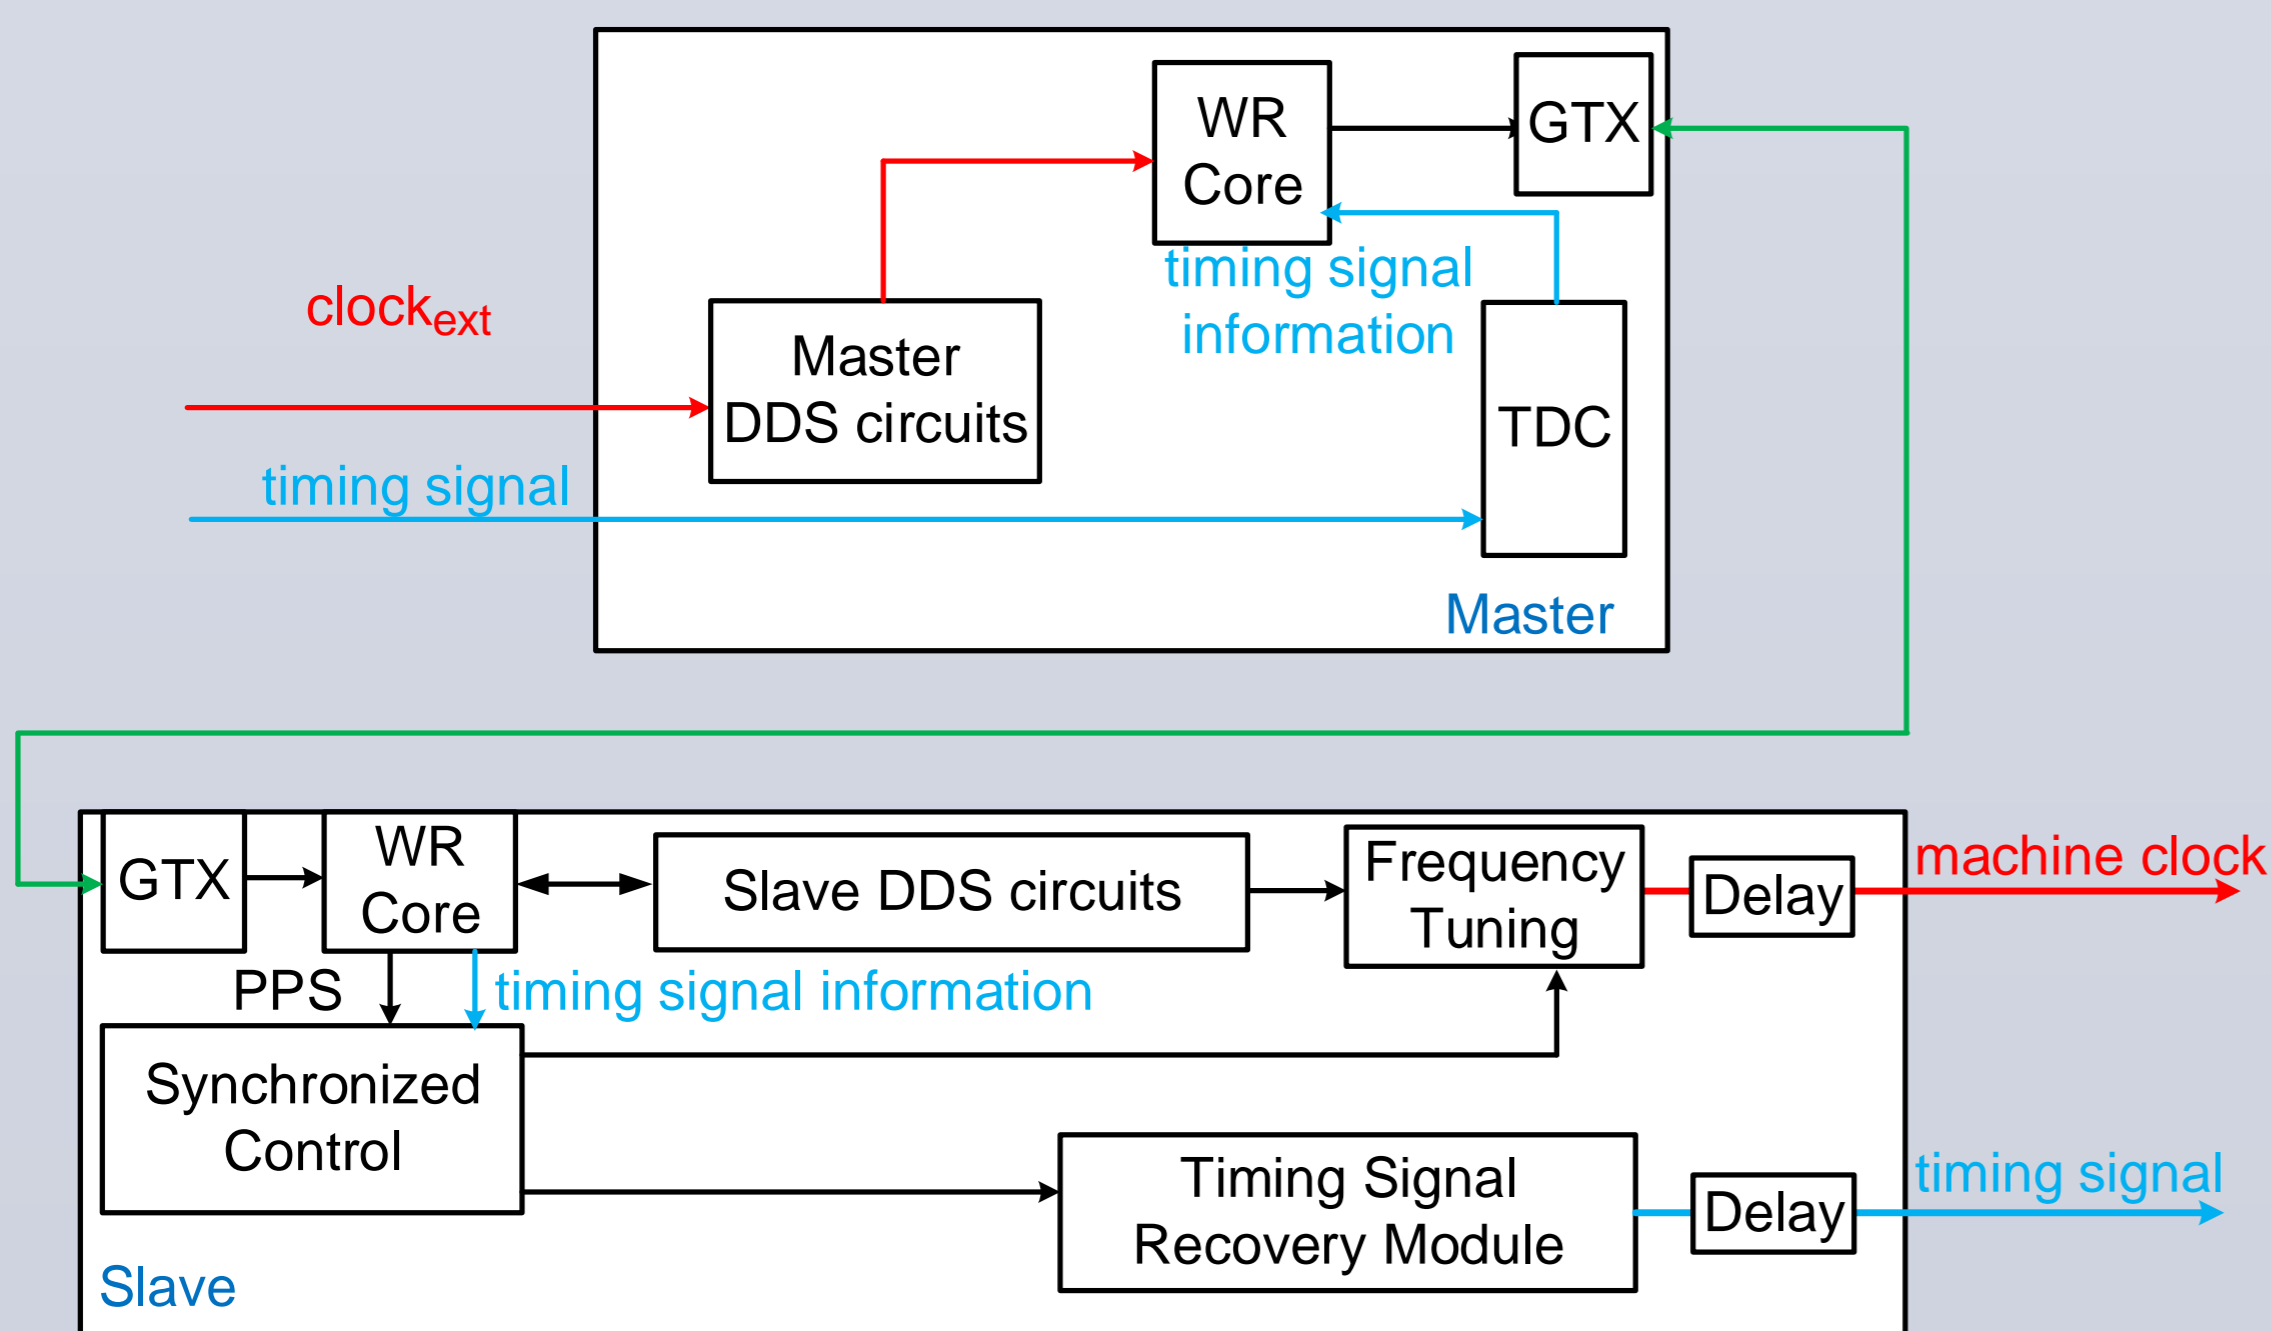 WR
Core
GTX
timing signal
information
clockext
Master
DDS circuits
TDC
timing signal
Master
GTX
WR
Core
Slave DDS circuits
Frequency
Tuning
Delay
machine clock
PPS
timing signal information
Synchronized
Control
Timing Signal
Recovery Module
Delay
timing signal
Slave